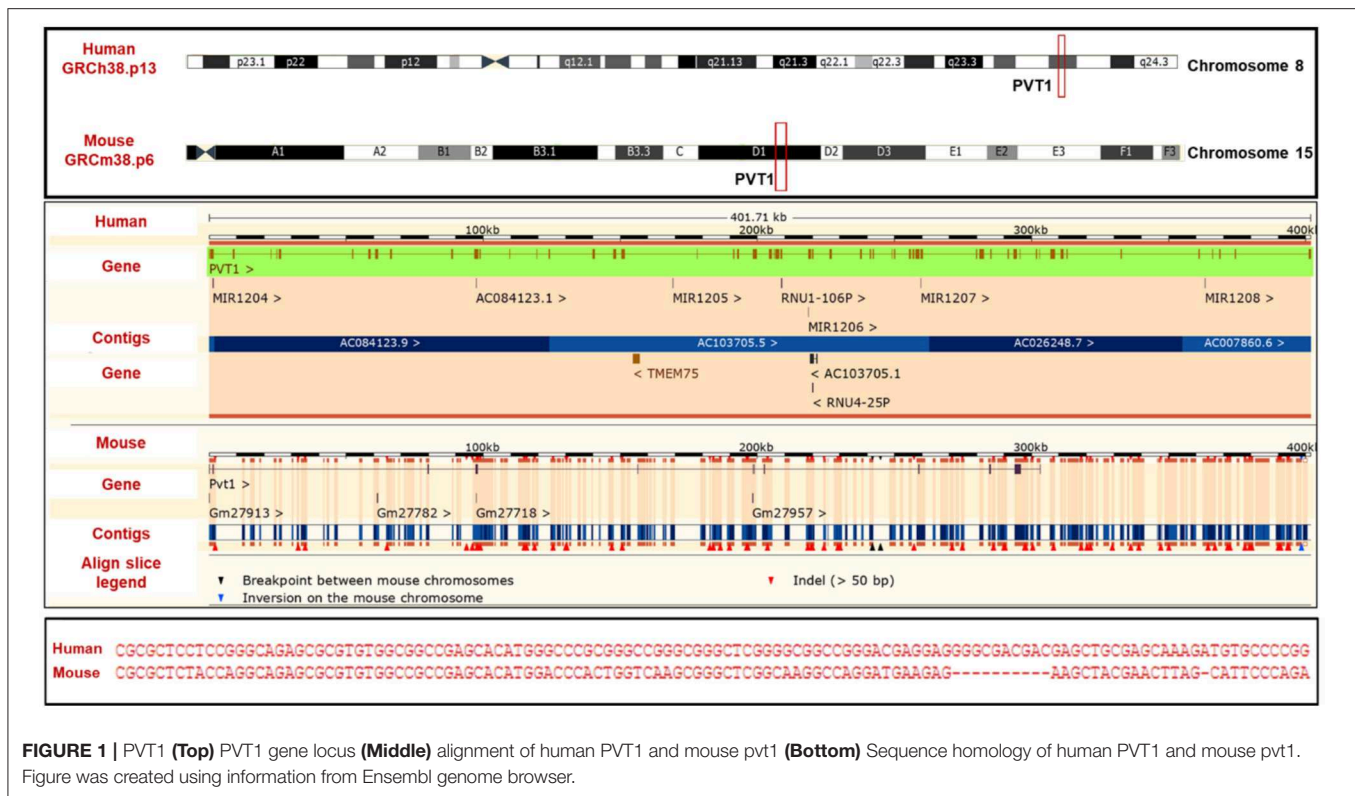 Human
GRCh38.p13
p23.1 p22 p12 q12.1 q21.13 q21.3 q22.1 q22.3 q23.3 q24.3
Chromosome 8
PVT1
Mouse
GRCm38.p6
A1 A2 B1 B2 B3.1 B3.3 C D1 D2 D3 E1 E2 E3 F1 F3
Chromosome 15
PVT1
Human
401.71 kb
100kb 200kb 300kb 400k
Gene
PVT1 >
MIR1204 > AC084123.1 > MIR1205 > RNU1-106P > MIR1207 > MIR1208 >
MIR1206 >
Contigs
AC084123.9 > AC103705.5 > AC026248.7 > AC007860.6 >
Gene
< TMEM75 < AC103705.1
< RNU4-25P
Mouse
100kb 200kb 300kb 400k
Gene
Pvt1 >
Gm27913 > Gm27782 > Gm27718 > Gm27957 >
Contigs
Align slice
legend
Breakpoint between mouse chromosomes Indel (> 50 bp)
Inversion on the mouse chromosome
Human CGCGCTCCTCCGGGCAGAGCGCGTGTGGCGGCCGAGCACATGGGCCCGCGGGCCGGGCGGGCTCGGGGCGGCCGGGACGAGGAGGGGCGACGACGAGCTGCGAGCAAAGATGTGCCCCGG
Mouse CGCGCTCTACCAGGCAGAGCGCGTGTGGCCGCCGAGCACATGGACCCACTGGTCAAGCGGGCTCGGCAAGGCCAGGATGAAGAG----------AAGCTACGAACTTAG-CATTCCCAGA
FIGURE 1 | PVT1 (Top) PVT1 gene locus (Middle) alignment of human PVT1 and mouse pvt1 (Bottom) Sequence homology of human PVT1 and mouse pvt1.
Figure was created using information from Ensembl genome browser.